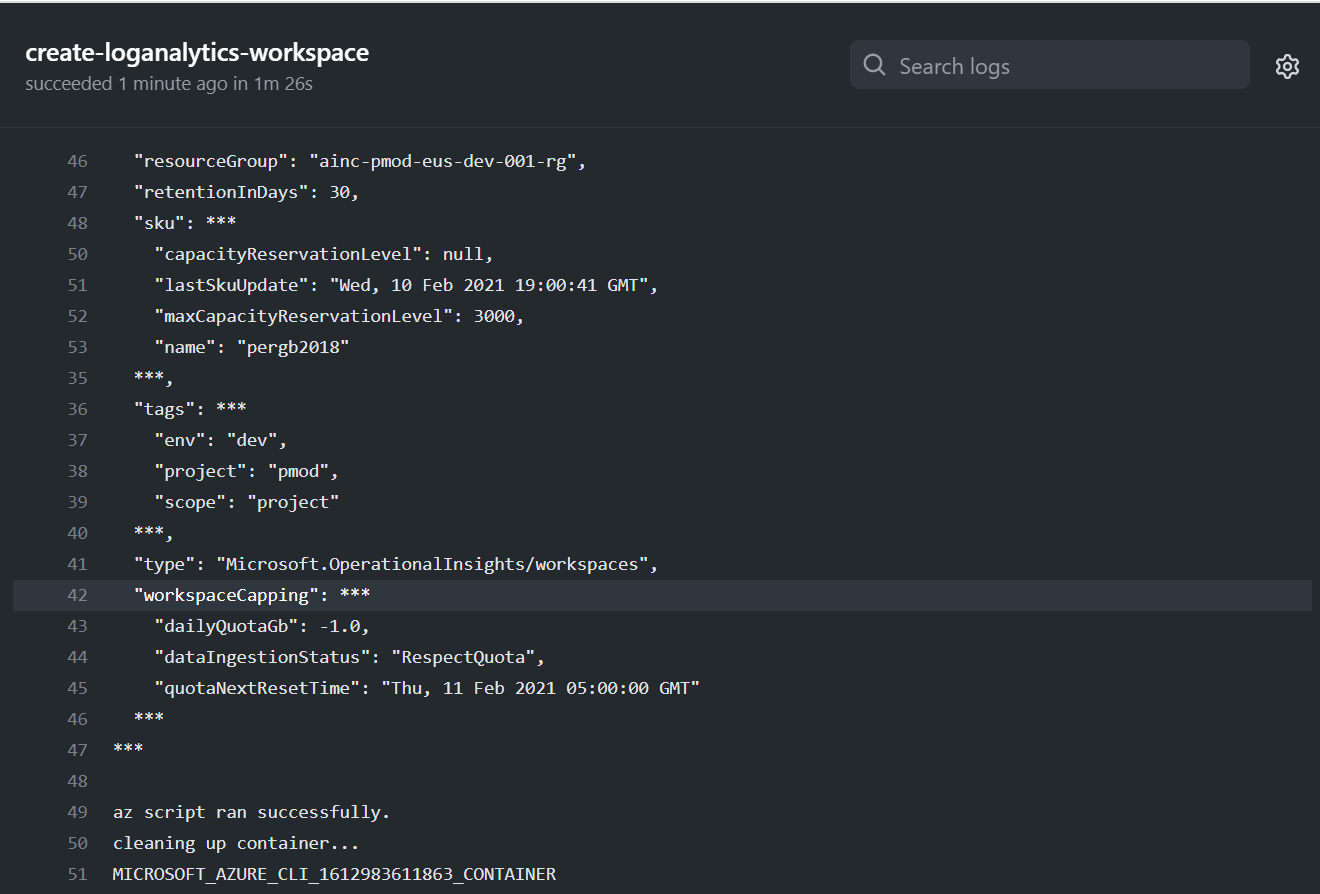 create-loganalytics-workspace
succeeded 1 minute ago in 1m 26s
Search logs
46 "resourceGroup": "ainc-pmod-eus-dev-001-rg",
47 "retentionInDays": 30,
48 "sku": ***
50 "capacityReservationLevel": null,
51 "lastSkuUpdate": "Wed, 10 Feb 2021 19:00:41 GMT",
52 "maxCapacityReservationLevel": 3000,
53 "name": "pergb2018"
35 ***,
36 "tags": ***
37 "env": "dev",
38 "project": "pmod",
39 "scope": "project"
40 ***,
41 "type": "Microsoft.OperationalInsights/workspaces",
42 "workspaceCapping": ***
43 "dailyQuotaGb": -1.0,
44 "dataIngestionStatus": "RespectQuota",
45 "quotaNextResetTime": "Thu, 11 Feb 2021 05:00:00 GMT"
46 ***
47 ***
48
49 az script ran successfully.
50 cleaning up container...
51 MICROSOFT_AZURE_CLI_1612983611863_CONTAINER